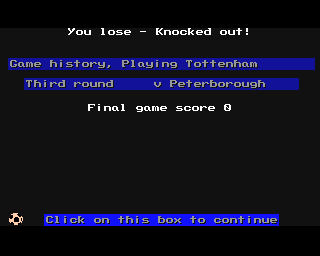 You lose - Knocked out!
Game history, Playing Tottenham
Third round v Peterborough
Final game score 0
Click on this box to continue